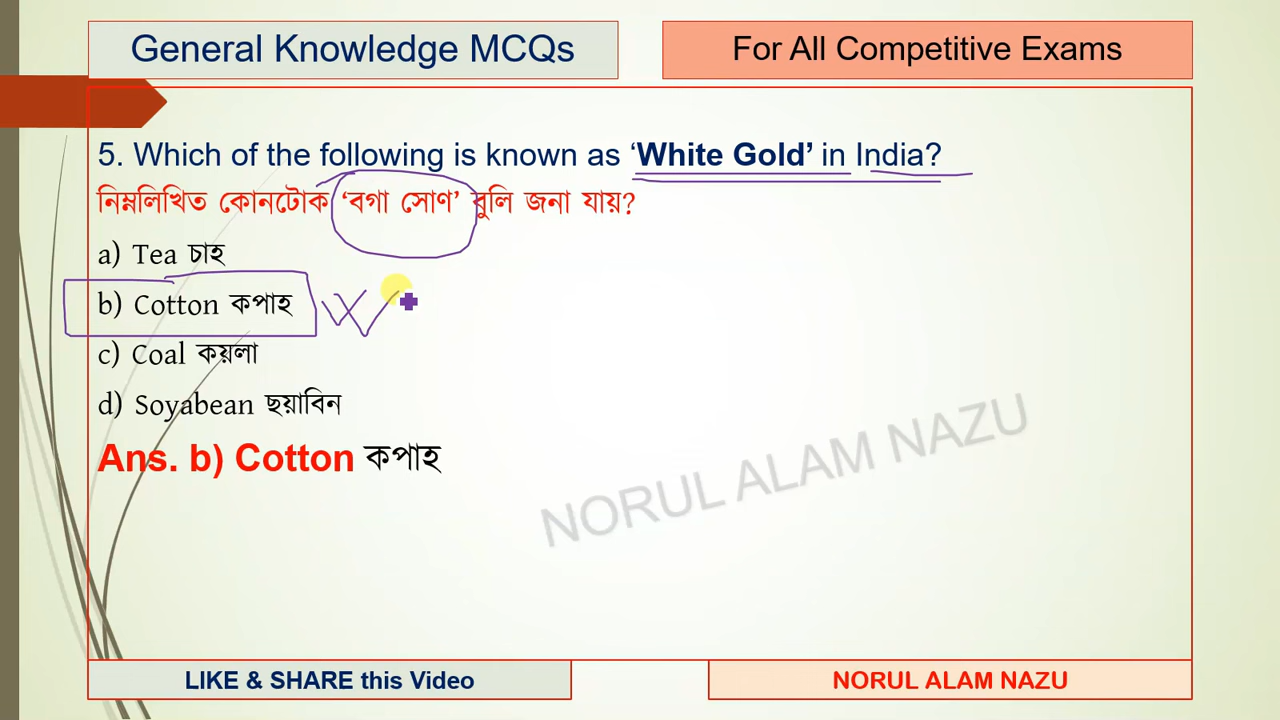 General Knowledge MCQs
For All Competitive Exams
5. Which of the following is known as ‘White Gold’ in India?
নিম্নলিখিত কোনটোক ‘বগা সোণ’ বুলি জনা যায়?
a) Tea চাহ
b) Cotton কপাহ
c) Coal কয়লা
d) Soyabean ছয়াবিন
Ans. b) Cotton কপাহ
NORUL ALAM NAZU
LIKE & SHARE this Video
NORUL ALAM NAZU